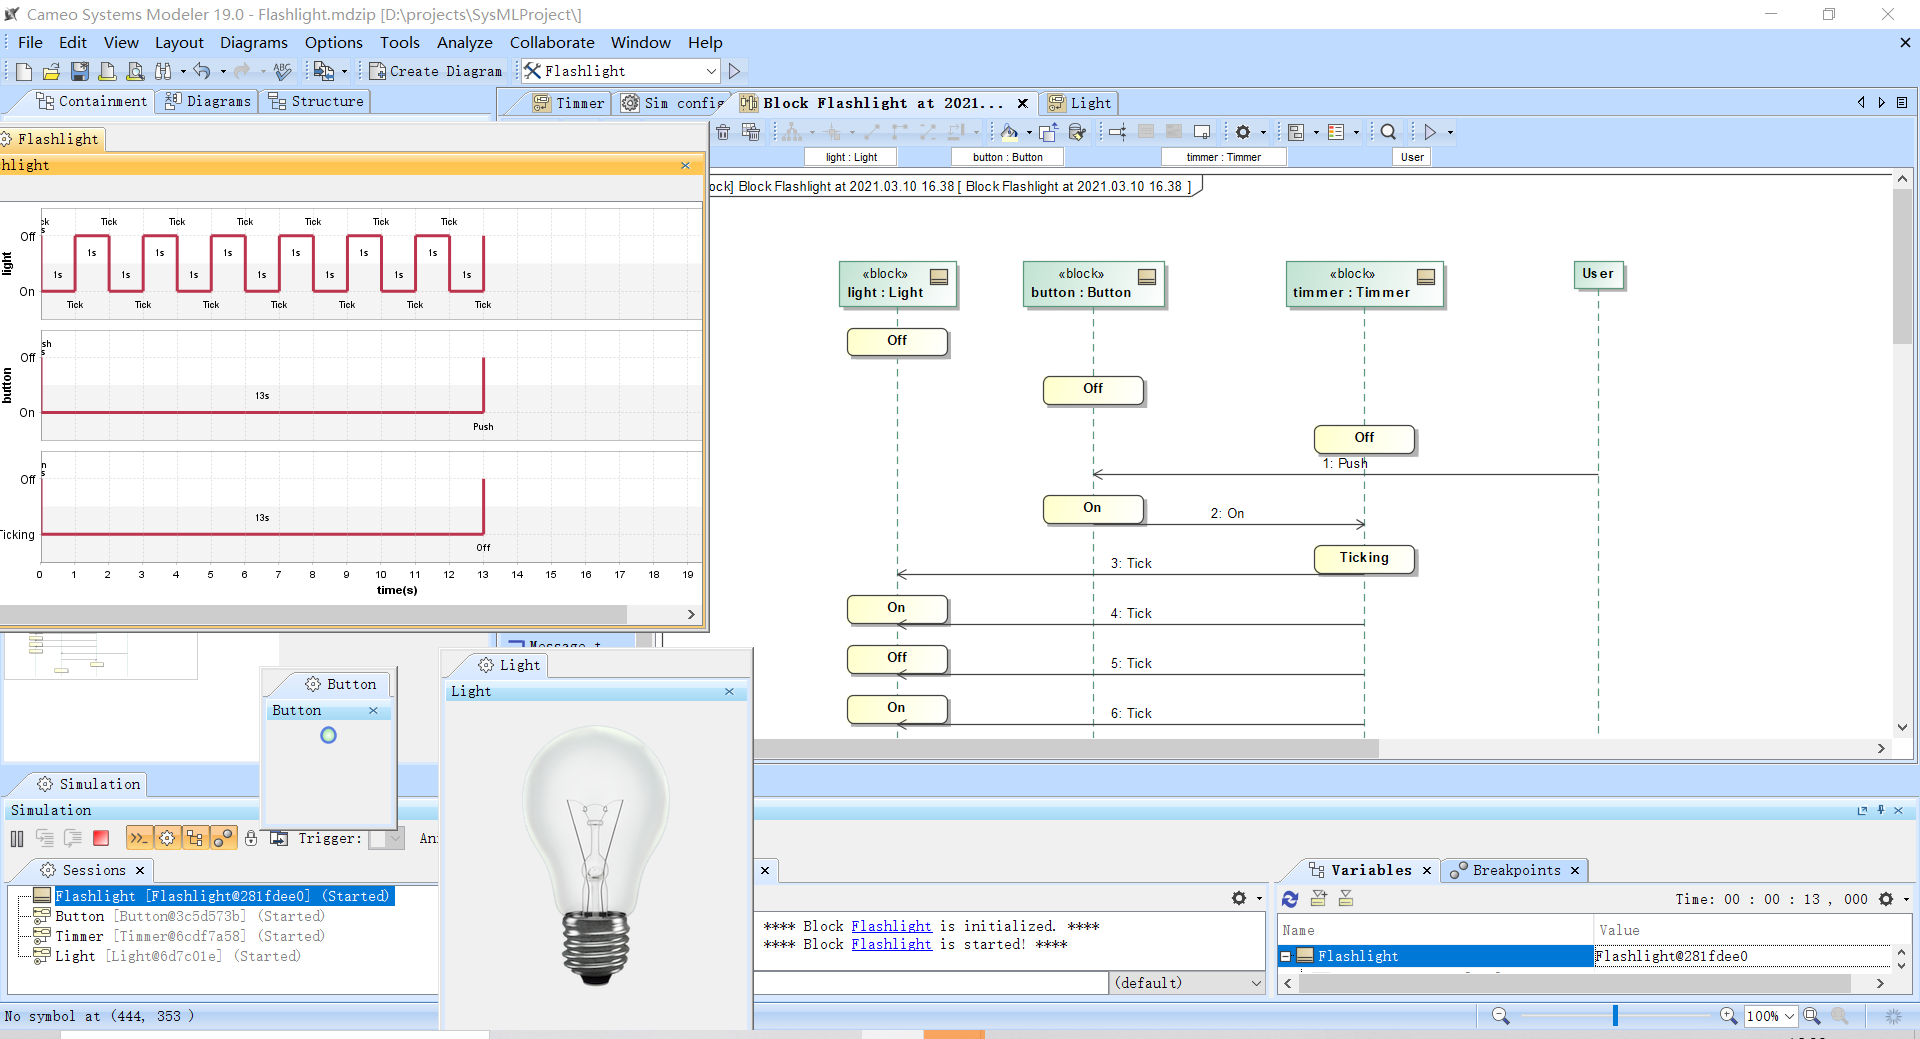 Cameo Systems Modeler 19.0 - Flashlight.mdzip [D:\projects\SysMLProject\]
File Edit View Layout Diagrams Options Tools Analyze Collaborate Window Help
Create Diagram Flashlight
Containment Diagrams Structure
Timmer Sim config Block Flashlight at 2021... Light
Flashlight
hlight
light : Light button : Button timmer : Timmer User
ock] Block Flashlight at 2021.03.10 16.38 [ Block Flashlight at 2021.03.10 16.38 ]
ck Tick Tick Tick Tick Tick Tick
s
Off
1s 1s 1s 1s 1s 1s
light
1s 1s 1s 1s 1s 1s 1s
On
Tick Tick Tick Tick Tick Tick Tick
sh
s
Off
button
13s
On
Push
n
s
Off
13s
Ticking
Off
0 1 2 3 4 5 6 7 8 9 10 11 12 13 14 15 16 17 18 19
time(s)
«block»
light : Light
«block»
button : Button
«block»
timmer : Timmer
User
Off
Off
Off
1: Push
On
2: On
Ticking
3: Tick
On
4: Tick
Off
5: Tick
On
6: Tick
Button
Button
Light
Light
Simulation
Simulation
Trigger: An
Sessions
Flashlight [Flashlight@281fdee0] (Started)
Button [Button@3c5d573b] (Started)
Timmer [Timmer@6cdf7a58] (Started)
Light [Light@6d7c01e] (Started)
**** Block Flashlight is initialized. ****
**** Block Flashlight is started! ****
(default)
Variables Breakpoints
Time: 00 : 00 : 13 , 000
Name Value
Flashlight Flashlight@281fdee0
No symbol at (444, 353 )
100%